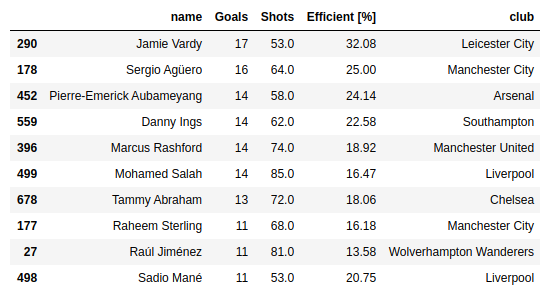 name Goals Shots Efficient [%] club
290 Jamie Vardy 17 53.0 32.08 Leicester City
178 Sergio Agüero 16 64.0 25.00 Manchester City
452 Pierre-Emerick Aubameyang 14 58.0 24.14 Arsenal
559 Danny Ings 14 62.0 22.58 Southampton
396 Marcus Rashford 14 74.0 18.92 Manchester United
499 Mohamed Salah 14 85.0 16.47 Liverpool
678 Tammy Abraham 13 72.0 18.06 Chelsea
177 Raheem Sterling 11 68.0 16.18 Manchester City
27 Raúl Jiménez 11 81.0 13.58 Wolverhampton Wanderers
498 Sadio Mané 11 53.0 20.75 Liverpool